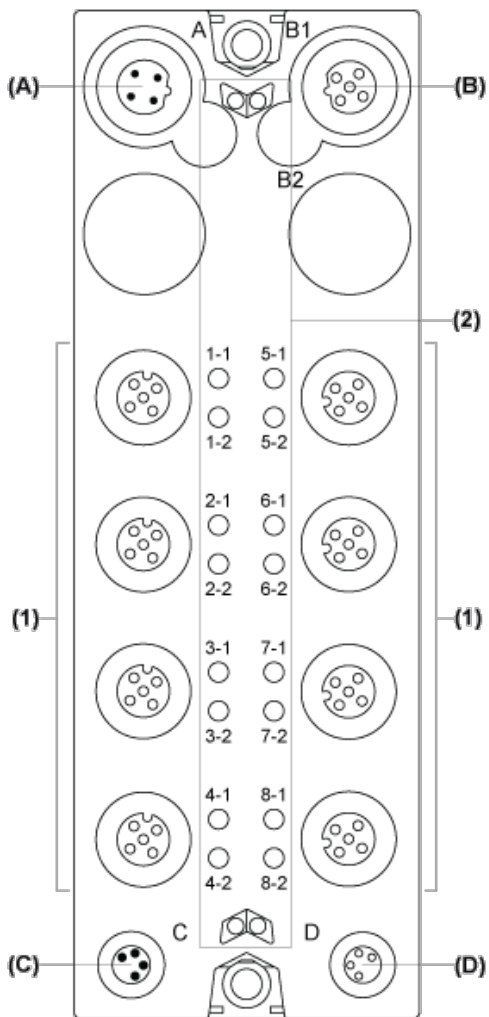 A B1
(A) (B)
B2
(2)
1-1 5-1
1-2 5-2
2-1 6-1
2-2 6-2
(1) (1)
3-1 7-1
3-2 7-2
4-1 8-1
4-2 8-2
C D
(C) (D)